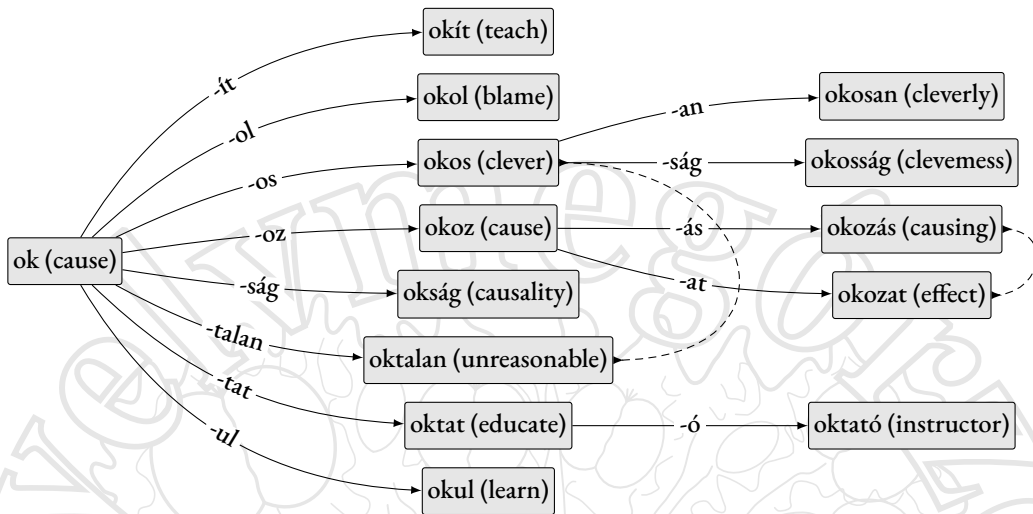 okít (teach)
-ít
okol (blame)
-ol
okosan (cleverly)
-an
okos (clever)
-ság
okosság (clevemess)
-os
ok (cause)
-oz
okoz (cause)
-ás
okozás (causing)
-ság
okság (causality)
-at
okozat (effect)
-talan
oktalan (unreasonable)
-tat
oktat (educate)
-ó
oktató (instructor)
-ul
okul (learn)